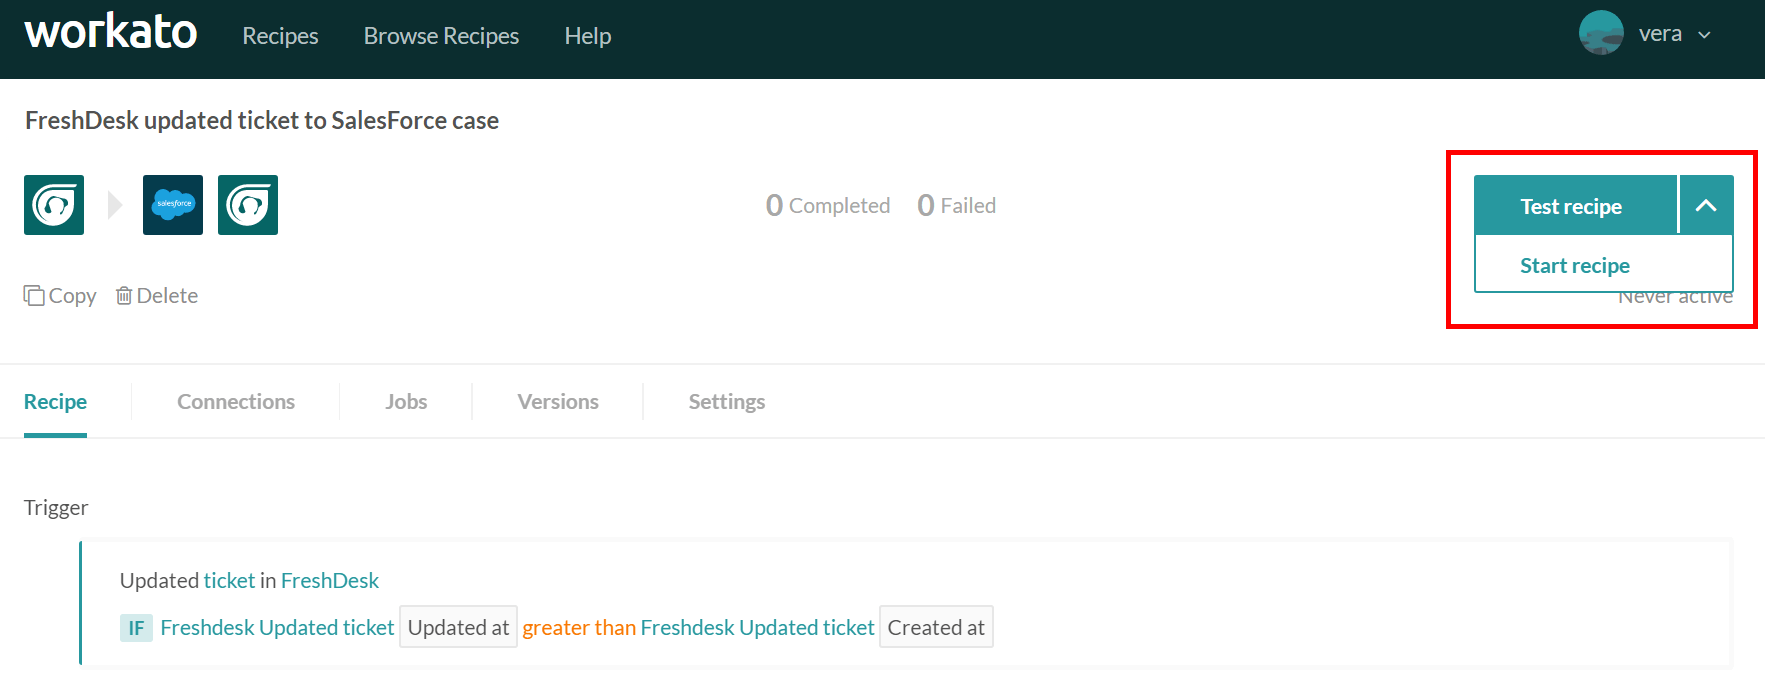 workato Recipes Browse Recipes Help vera
FreshDesk updated ticket to SalesForce case
salesforce
0 Completed 0 Failed
Test recipe
Start recipe
Copy Delete
Never active
Recipe Connections Jobs Versions Settings
Trigger
Updated ticket in FreshDesk
IF Freshdesk Updated ticket Updated at greater than Freshdesk Updated ticket Created at